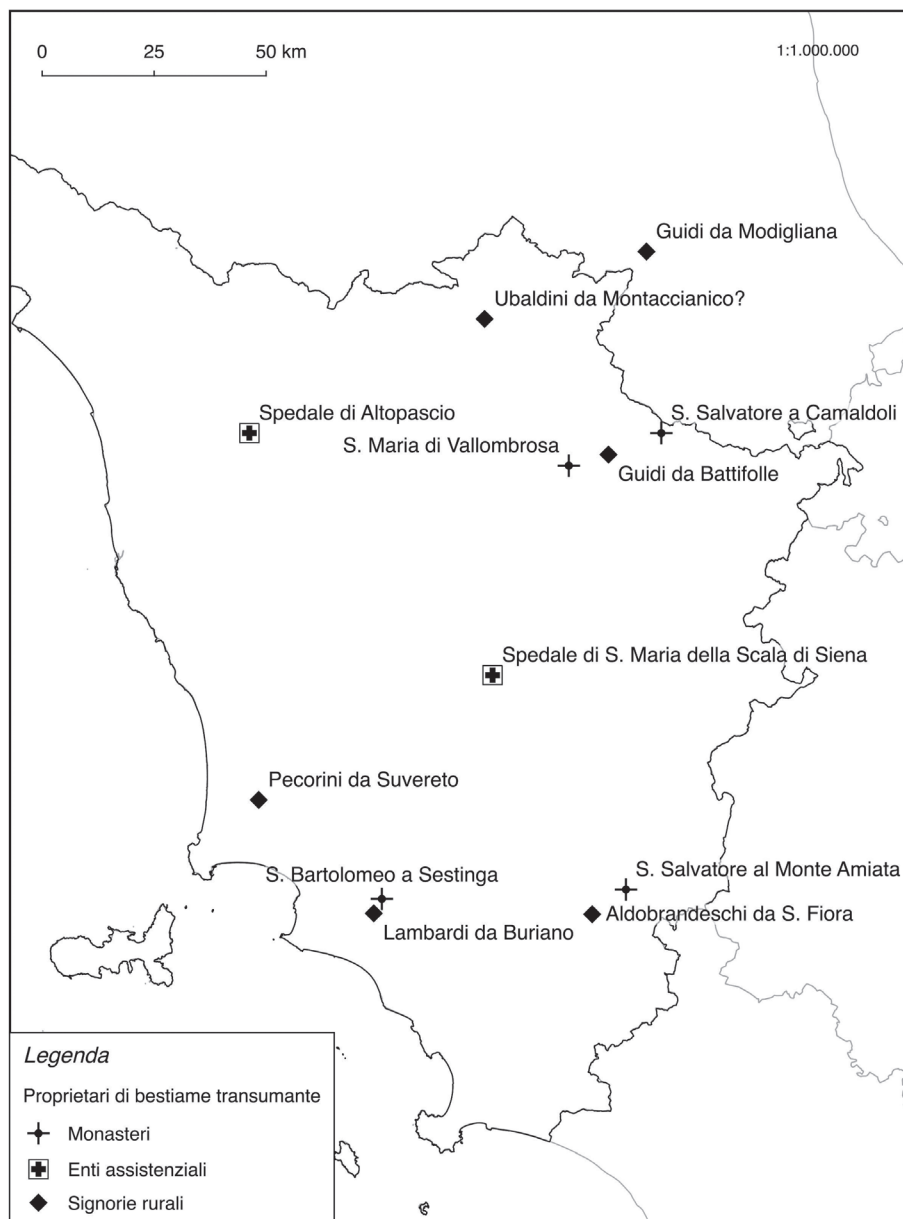 0 25 50 km
1:1.000.000
Guidi da Modigliana
Ubaldini da Montaccianico?
Spedale di Altopascio
S. Salvatore a Camaldoli
S. Maria di Vallombrosa
Guidi da Battifolle
Spedale di S. Maria della Scala di Siena
Pecorini da Suvereto
S. Bartolomeo a Sestinga
S. Salvatore al Monte Amiata
Lambardi da Buriano
Aldobrandeschi da S. Fiora
Legenda
Proprietari di bestiame transumante
Monasteri
Enti assistenziali
Signorie rurali